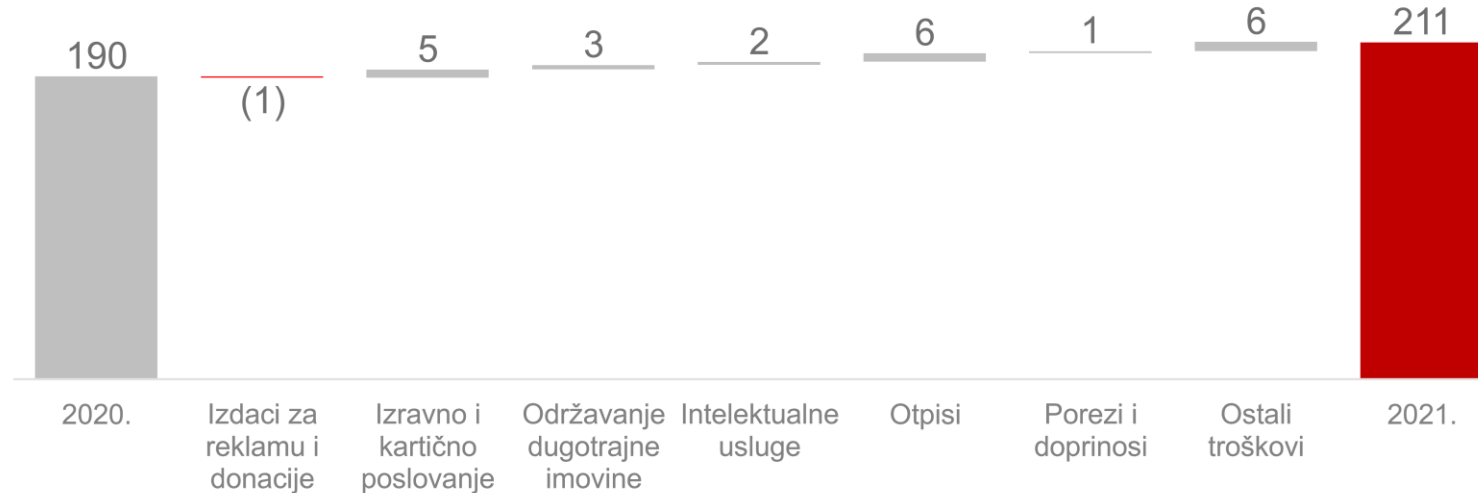 190
(1)
5
3
2
6
1
6
211
2020.
Izdaci za
reklamu i
donacije
Izravno i
kartično
poslovanje
Održavanje
dugotrajne
imovine
Intelektualne
usluge
Otpisi
Porezi i
doprinosi
Ostali
troškovi
2021.